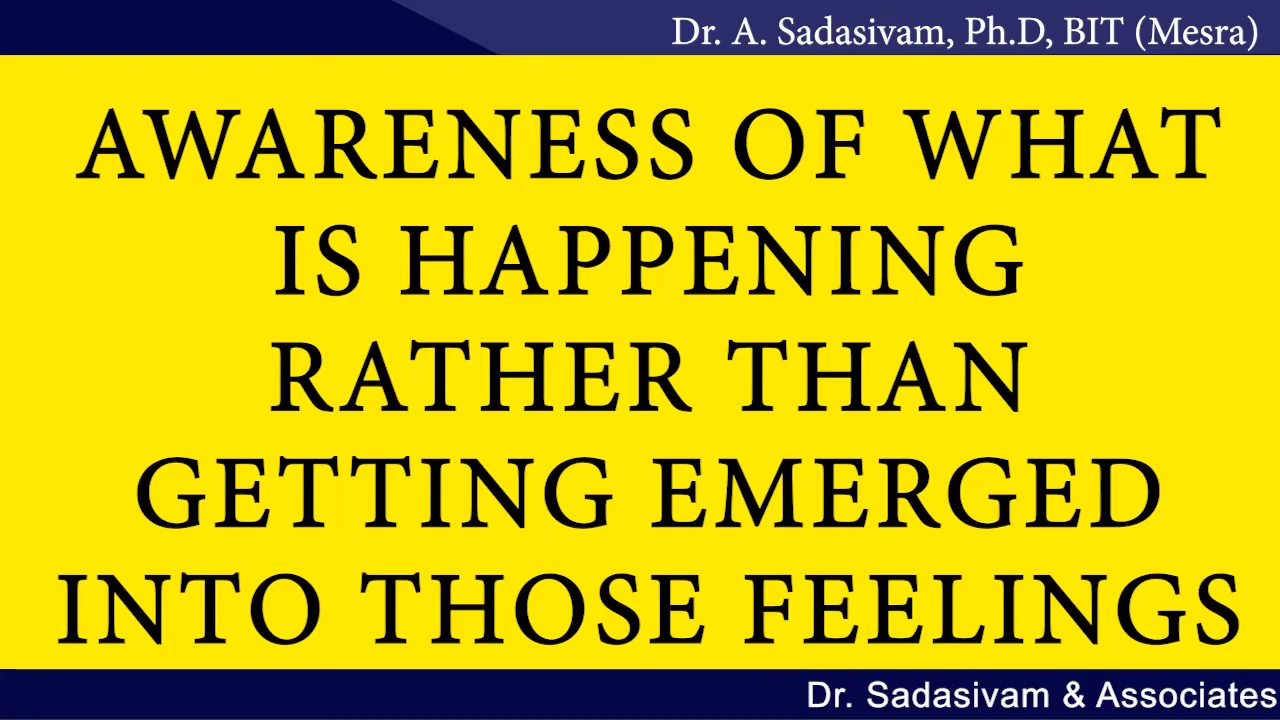 Dr. A. Sadasivam, Ph.D, BIT (Mesra)
AWARENESS OF WHAT
IS HAPPENING
RATHER THAN
GETTING EMERGED
INTO THOSE FEELINGS
Dr. Sadasivam & Associates